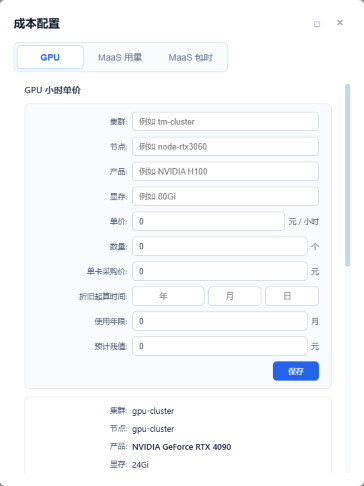 成本配置
GPU MaaS 用量 MaaS 包时
GPU 小时单价
集群: 例如 tm-cluster
节点: 例如 node-rtx3060
产品: 例如 NVIDIA H100
显存: 例如 80Gi
单价: 0 元 / 小时
数量: 0 个
单卡采购价: 0 元
折旧起算时间: 年 月 日
使用年限: 0 月
预计残值: 0 元
保存
集群: gpu-cluster
节点: gpu-cluster
产品: NVIDIA GeForce RTX 4090
显存: 24Gi